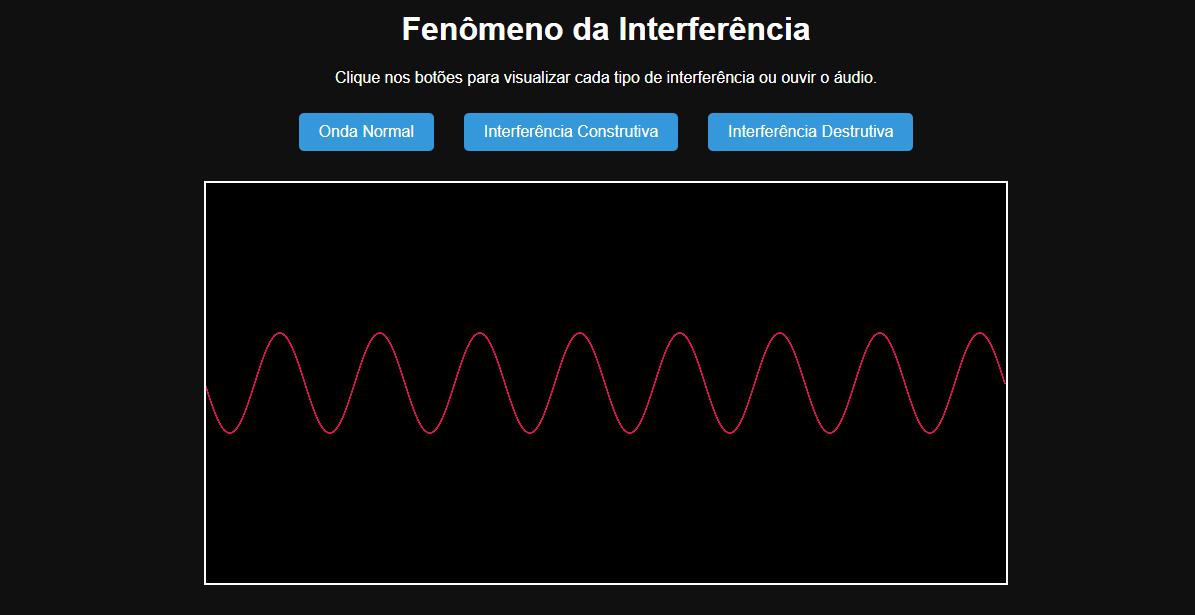 Fenômeno da Interferência
Clique nos botões para visualizar cada tipo de interferência ou ouvir o áudio.
Onda Normal
Interferência Construtiva
Interferência Destrutiva